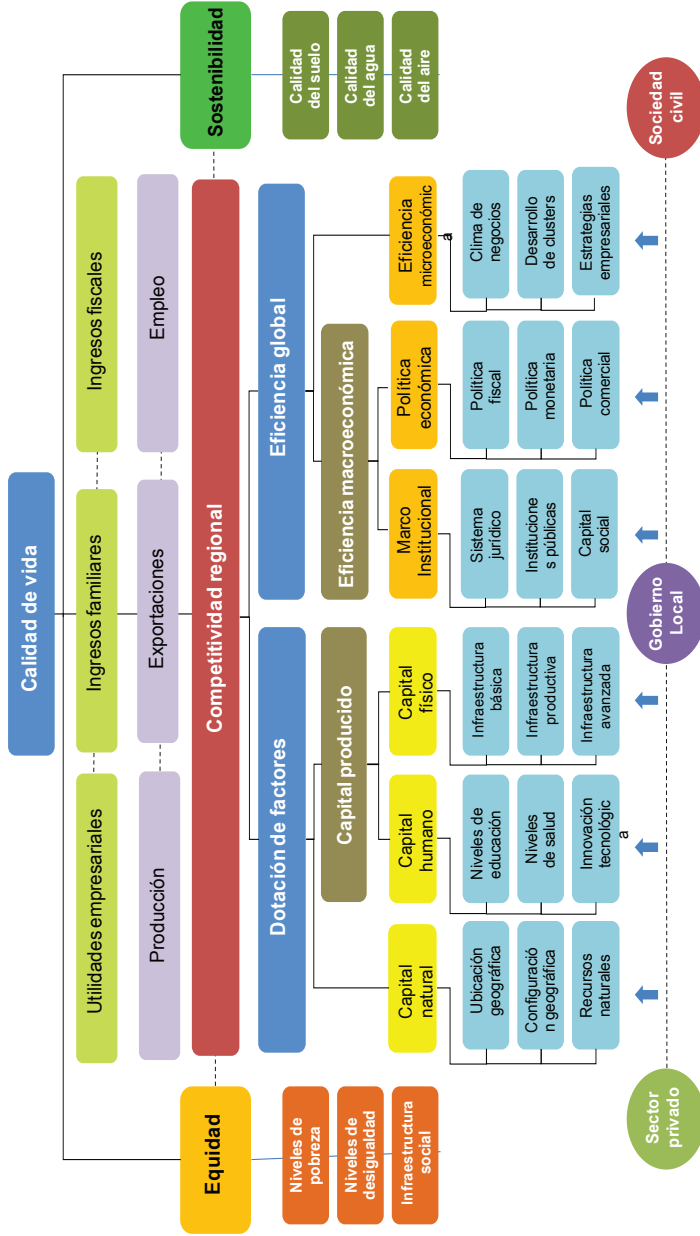 Calidad de vida
Utilidades empresariales
Ingresos familiares
Ingresos fiscales
Producción
Exportaciones
Empleo
Equidad
Competitividad regional
Sostenibilidad
Niveles de
pobreza
Niveles de
desigualdad
Infraestructura
social
Calidad
del suelo
Calidad
del agua
Calidad
del aire
Dotación de factores
Eficiencia global
Capital producido
Eficiencia macroeconómica
Capital
natural
Capital
humano
Capital
físico
Marco
Institucional
Política
económica
Eficiencia
microeconómic
a
Ubicación
geográfica
Configuració
n geográfica
Recursos
naturales
Niveles de
educación
Niveles
de salud
Innovación
tecnológic
a
Infraestructura
básica
Infraestructura
productiva
Infraestructura
avanzada
Sistema
jurídico
Institucione
s públicas
Capital
social
Política
fiscal
Política
monetaria
Política
comercial
Clima de
negocios
Desarrollo
de clusters
Estrategias
empresariales
Sector
privado
Gobierno
Local
Sociedad
civil